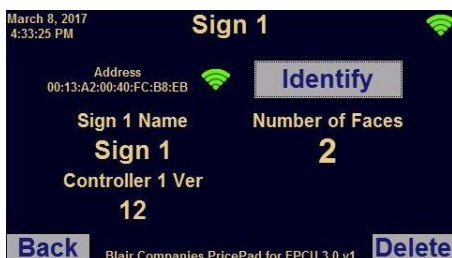 March 8, 2017
4:33:25 PM
Sign 1
Address
00:13:A2:00:40:FC:B8:EB
Identify
Sign 1 Name
Number of Faces
Sign 1
2
Controller 1 Ver
12
Back
Blair Companies PricePad for EPCU 3.0 v1
Delete